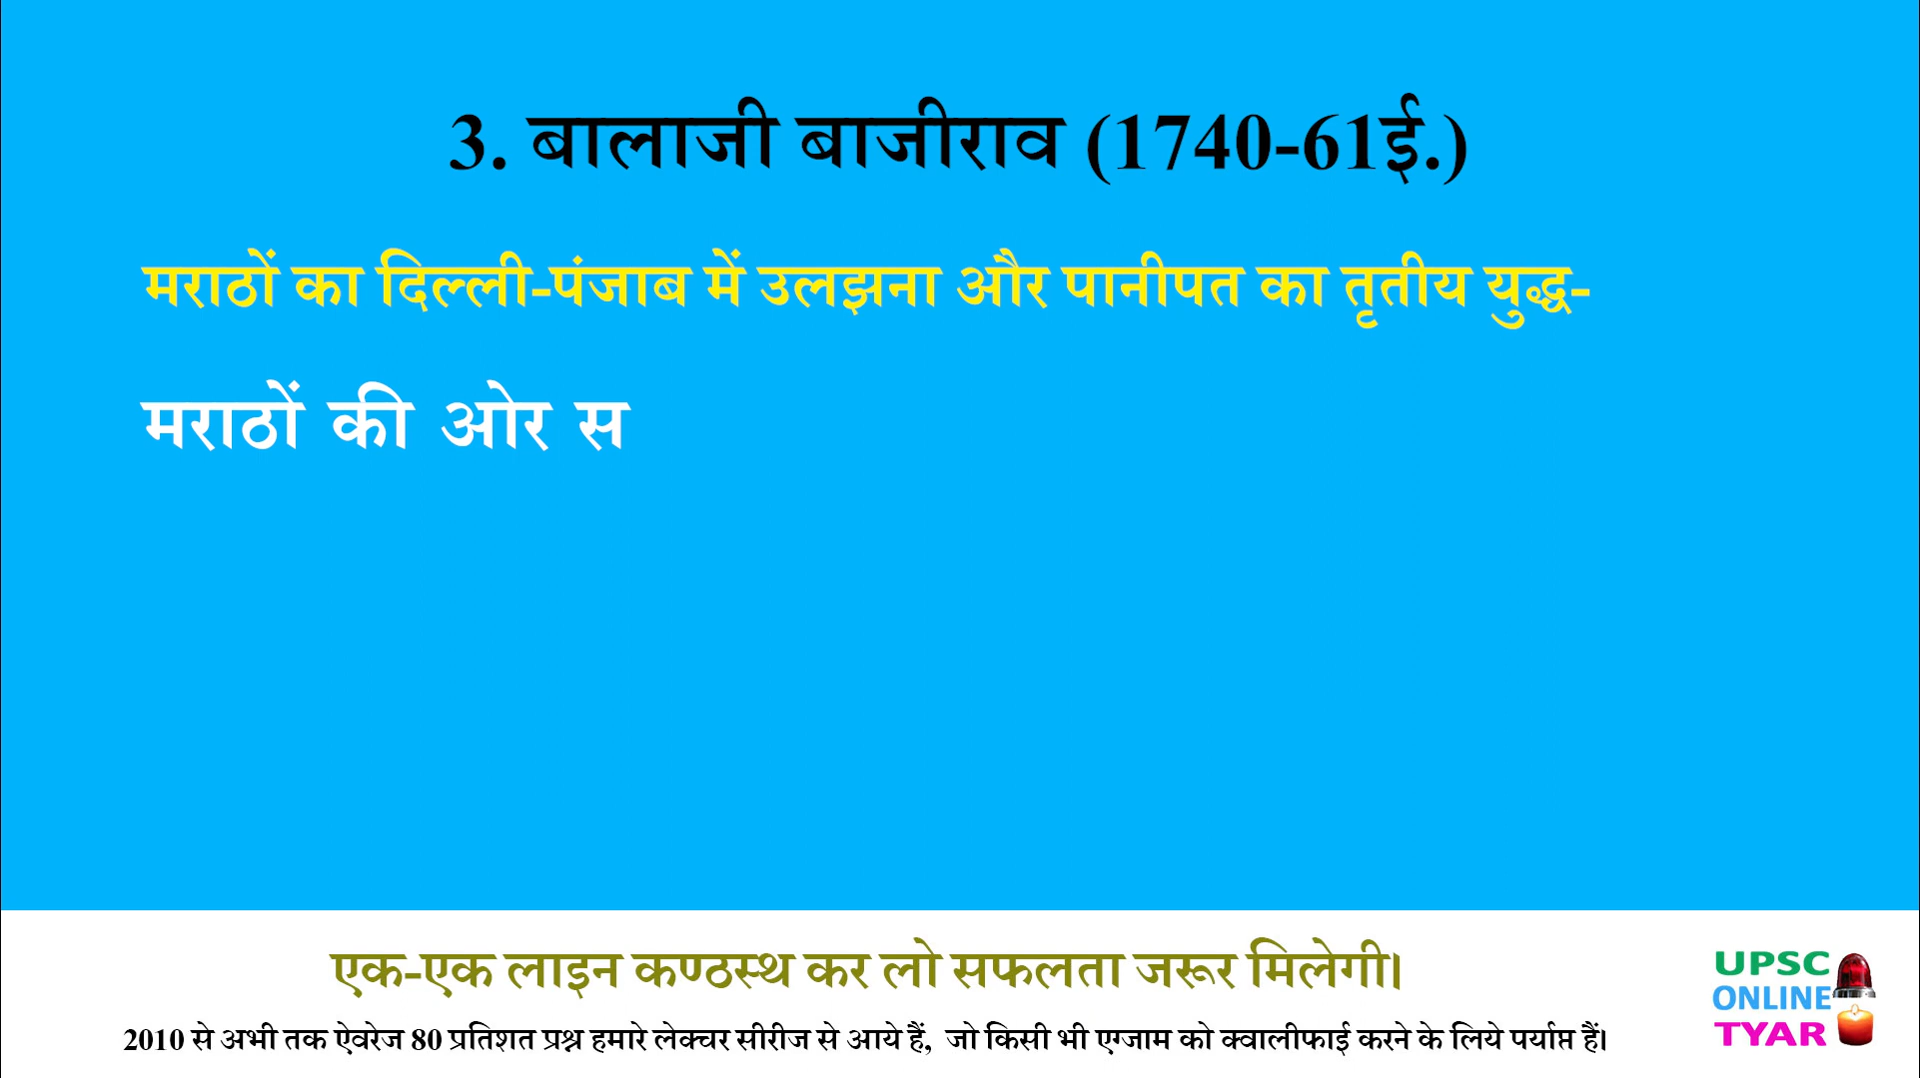 3. बालाजी बाजीराव (1740-61ई.)
मराठों का दिल्ली-पंजाब में उलझना और पानीपत का तृतीय युद्ध-
मराठों की ओर स
एक-एक लाइन कण्ठस्थ कर लो सफलता जरूर मिलेगी।
2010 से अभी तक ऐवरेज 80 प्रतिशत प्रश्न हमारे लेक्चर सीरीज से आये हैं, जो किसी भी एग्जाम को क्वालीफाई करने के लिये पर्याप्त हैं।
UPSC
ONLINE
TYAR